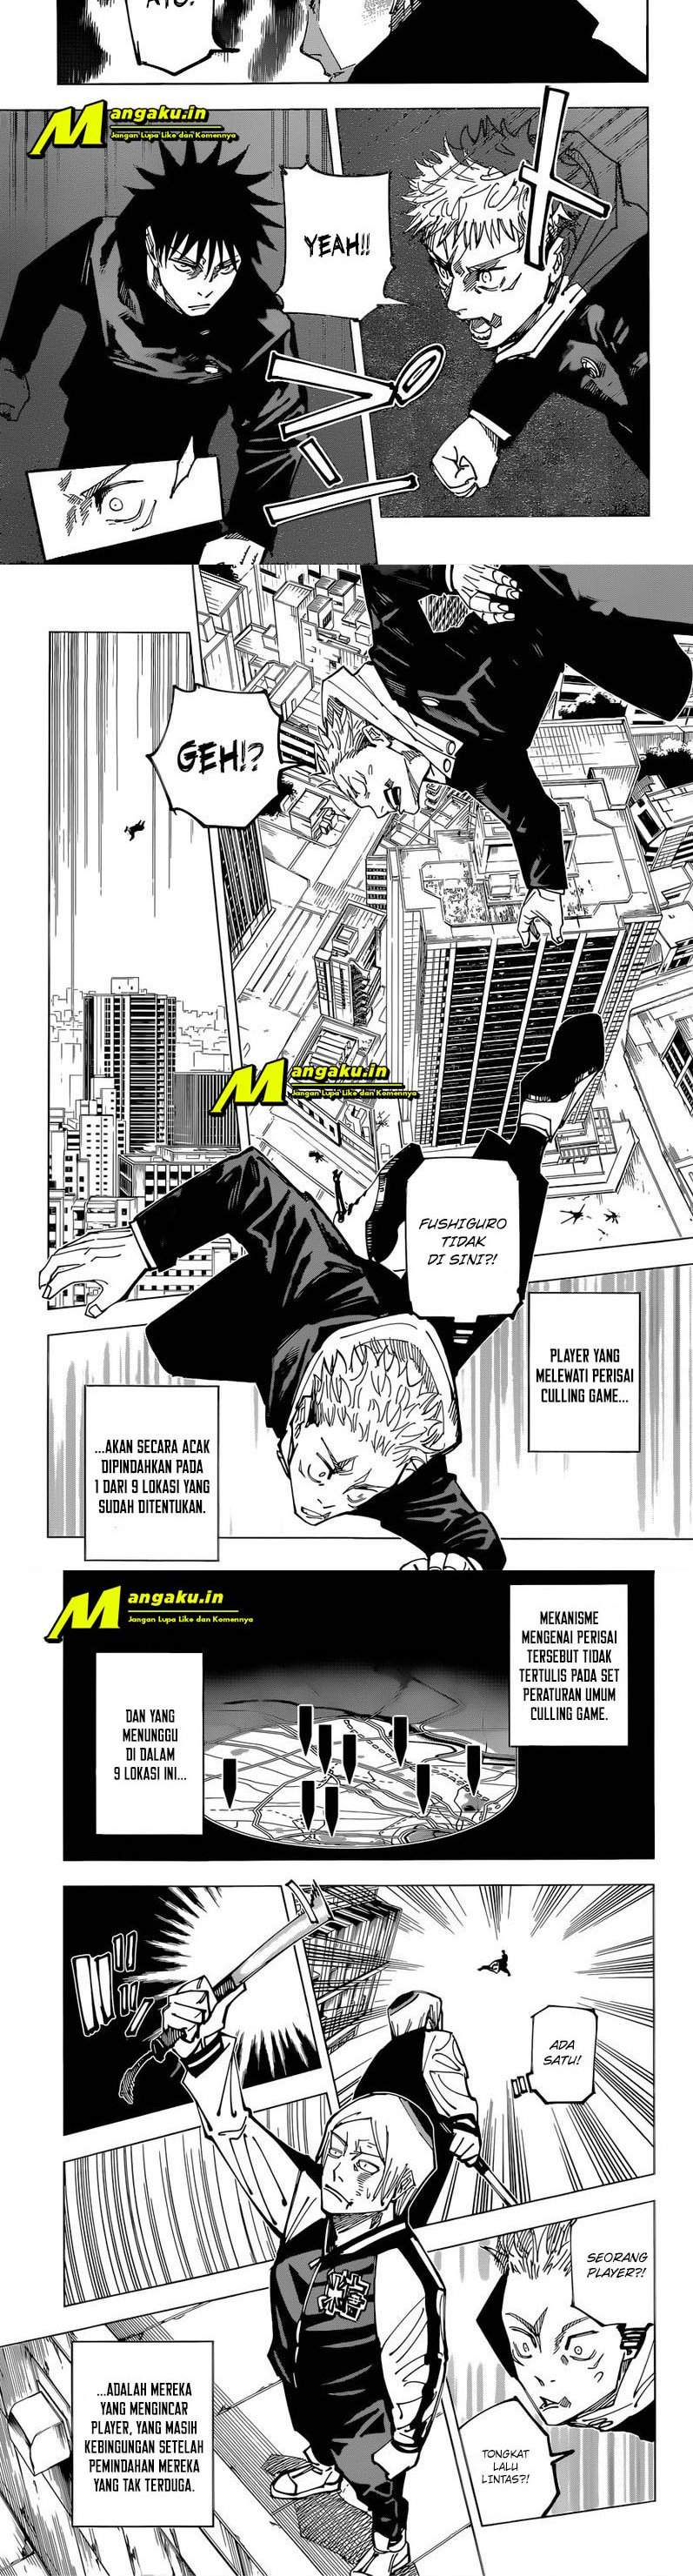 Mangaku.in
Jangan Lupa Like dan Komennya
YEAH!!
GEH!?
Mangaku.in
Jangan Lupa Like dan Komennya
FUSHIGURO
TIDAK
DI SINI?!
PLAYER YANG
MELEWATI PERISAI
CULLING GAME...
...AKAN SECARA ACAK
DIPINDAHKAN PADA
1 DARI 9 LOKASI YANG
SUDAH DITENTUKAN.
Mangaku.in
Jangan Lupa Like dan Komennya
MEKANISME
MENGENAI PERISAI
TERSEBUT TIDAK
TERTULIS PADA SET
PERATURAN UMUM
CULLING GAME.
DAN YANG
MENUNGGU
DI DALAM
9 LOKASI INI...
ADA
SATU!
SEORANG
PLAYER?!
...ADALAH MEREKA
YANG MENGINCAR
PLAYER, YANG MASIH
KEBINGUNGAN SETELAH
PEMINDAHAN MEREKA
YANG TAK TERDUGA.
TONGKAT
LALU
LINTAS?!